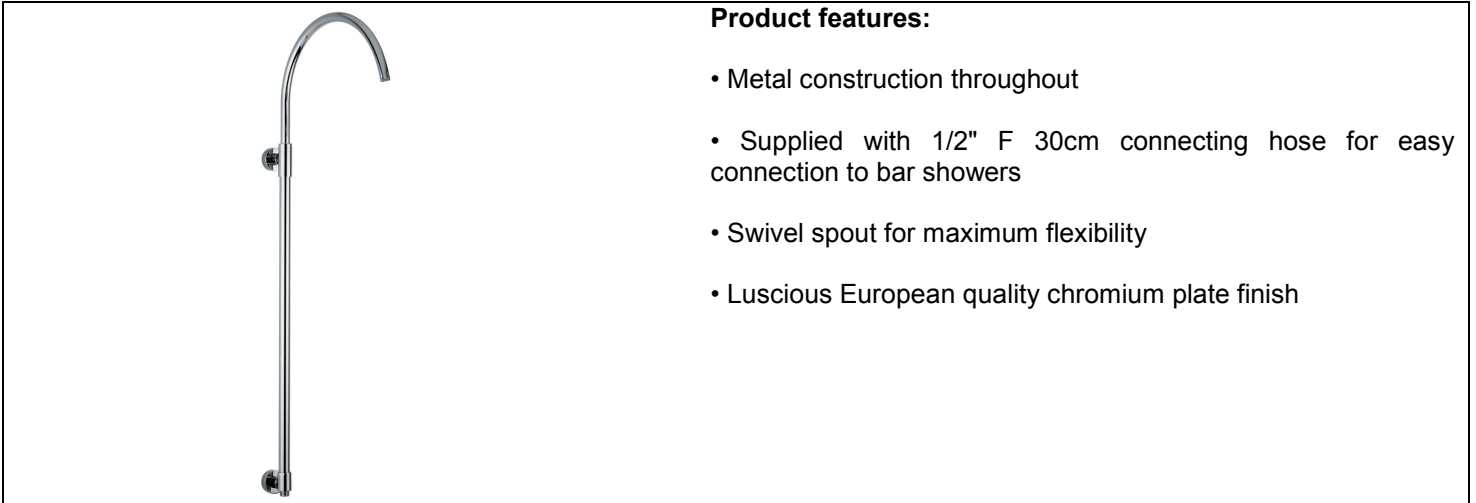 Product features:
• Metal construction throughout
• Supplied with 1/2" F 30cm connecting hose for easy
connection to bar showers
• Swivel spout for maximum flexibility
• Luscious European quality chromium plate finish